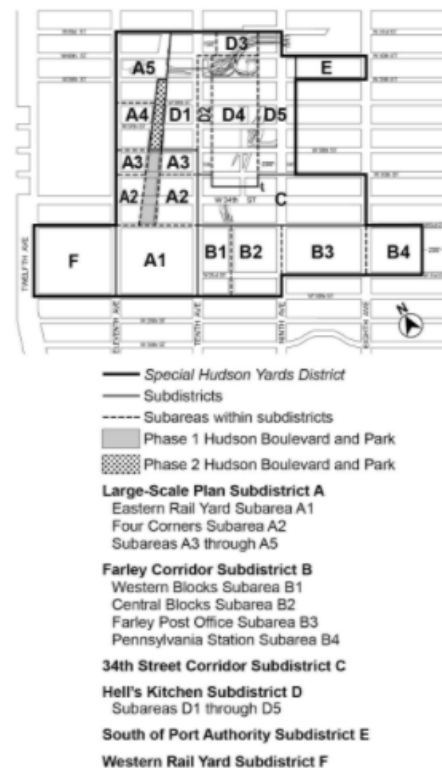 D3
A5
E
A4
D1
D2
D4
D5
A3
A3
A2
A2
C
W 34th ST
F
A1
B1
B2
B3
B4
TWELFTH AVE
ELEVENTH AVE
TENTH AVE
NINTH AVE
EIGHTH AVE
N
Special Hudson Yards District
Subdistricts
Subareas within subdistricts
Phase 1 Hudson Boulevard and Park
Phase 2 Hudson Boulevard and Park
Large-Scale Plan Subdistrict A
Eastern Rail Yard Subarea A1
Four Corners Subarea A2
Subareas A3 through A5
Farley Corridor Subdistrict B
Western Blocks Subarea B1
Central Blocks Subarea B2
Farley Post Office Subarea B3
Pennsylvania Station Subarea B4
34th Street Corridor Subdistrict C
Hell's Kitchen Subdistrict D
Subareas D1 through D5
South of Port Authority Subdistrict E
Western Rail Yard Subdistrict F